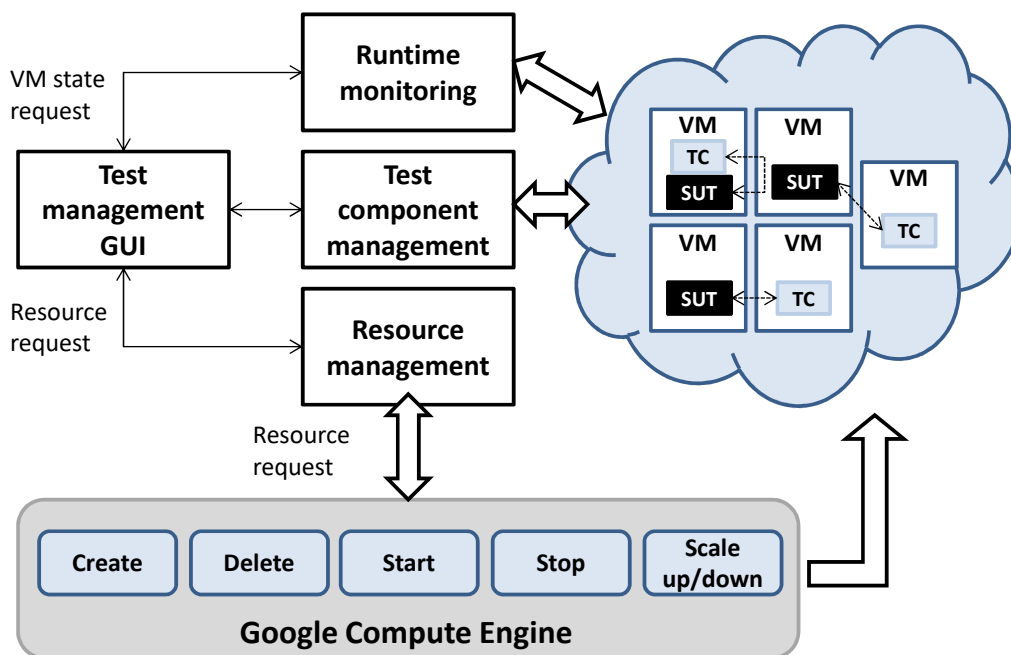 Runtime
monitoring
VM state
request
Test
management
GUI
Test
component
management
Resource
request
Resource
management
Resource
request
VM
TC
SUT
VM
SUT
VM
TC
VM
SUT
VM
TC
Create
Delete
Start
Stop
Scale
up/down
Google Compute Engine